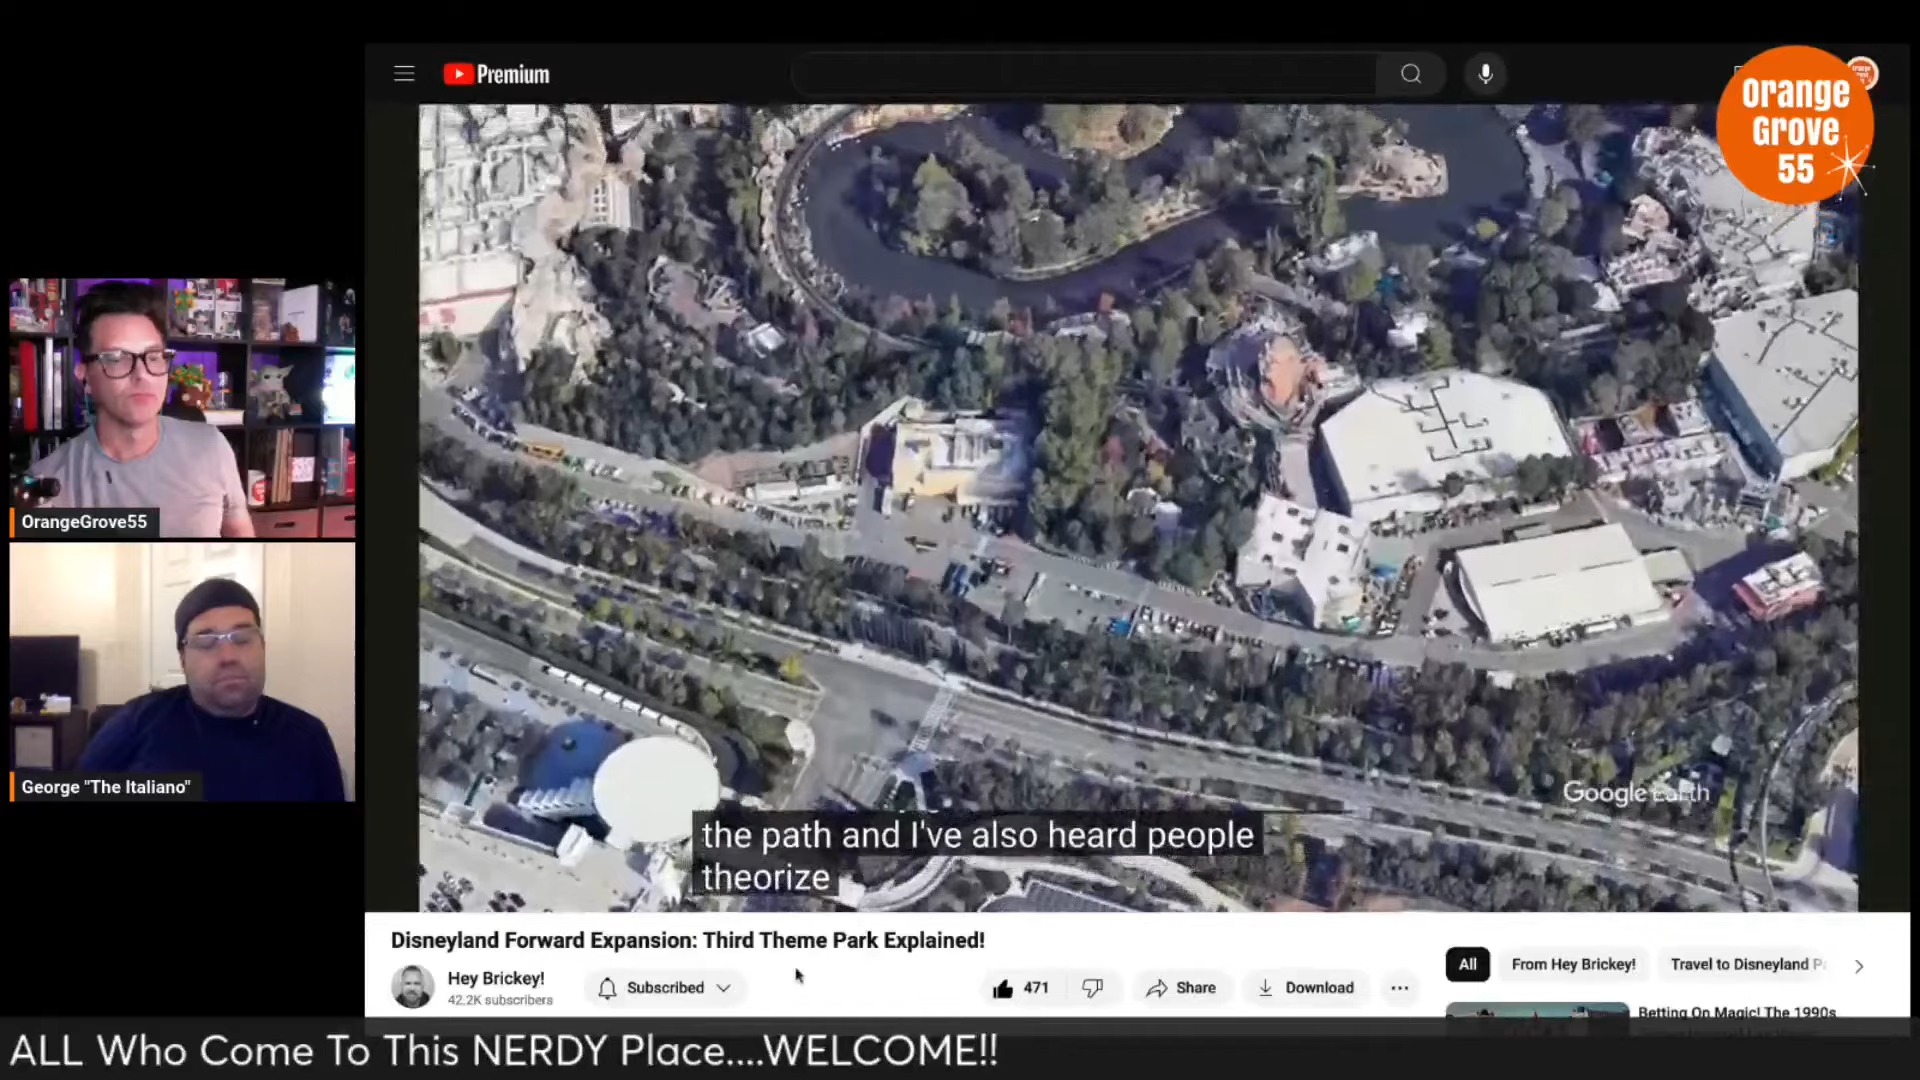 Premium
Orange
Grove
55
OrangeGrove55
George "The Italiano"
Google Earth
the path and I've also heard people
theorize
Disneyland Forward Expansion: Third Theme Park Explained!
Hey Brickey!
42.2K subscribers
Subscribed
471
Share
Download
All
From Hey Brickey!
Travel to Disneyland P
Betting On Magic! The 1990s
ALL Who Come To This NERDY Place....WELCOME!!